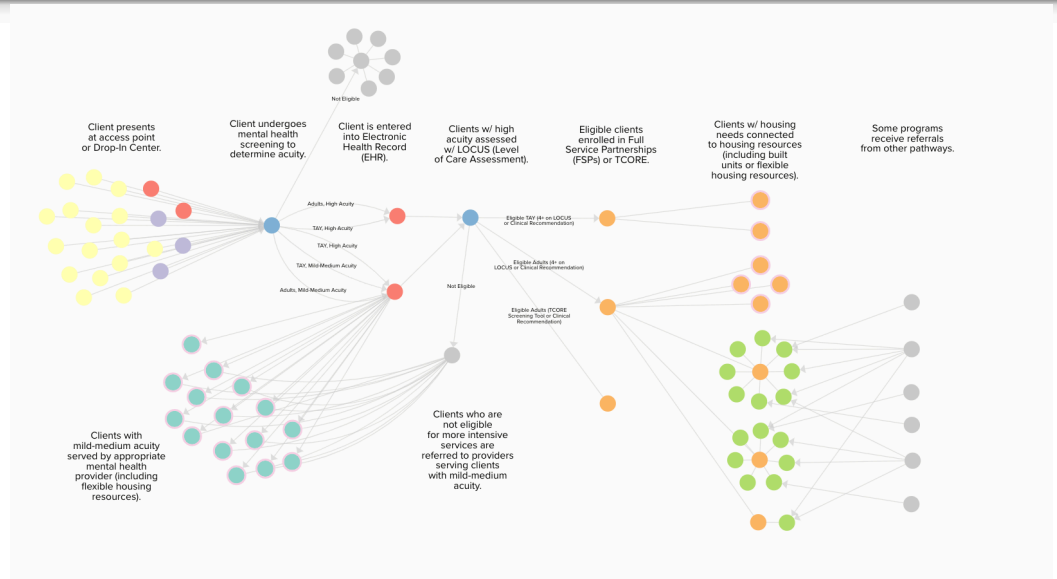 Not Eligible
Client presents
at access point
or Drop-In Center.
Client undergoes
mental health
screening to
determine acuity.
Client is entered
into Electronic
Health Record
(EHR).
Clients w/ high
acuity assessed
w/ LOCUS (Level
of Care Assessment).
Eligible clients
enrolled in Full
Service Partnerships
(FSPs) or TCORE.
Clients w/ housing
needs connected
to housing resources
(including built
units or flexible
housing resources).
Some programs
receive referrals
from other pathways.
Adults, High Acuity
TAY, High Acuity
TAY, High Acuity
TAY, Mild-Medium Acuity
Adults, Mild-Medium Acuity
Eligible TAY (4+ on LOCUS
or Clinical Recommendation)
Eligible Adults (4+ on
LOCUS or Clinical Recommendation)
Not Eligible
Eligible Adults (TCORE
Screening Tool or Clinical
Recommendation)
Clients with
mild-medium acuity
served by appropriate
mental health
provider (including
flexible housing
resources).
Clients who are
not eligible
for more intensive
services are
referred to providers
serving clients
with mild-medium
acuity.